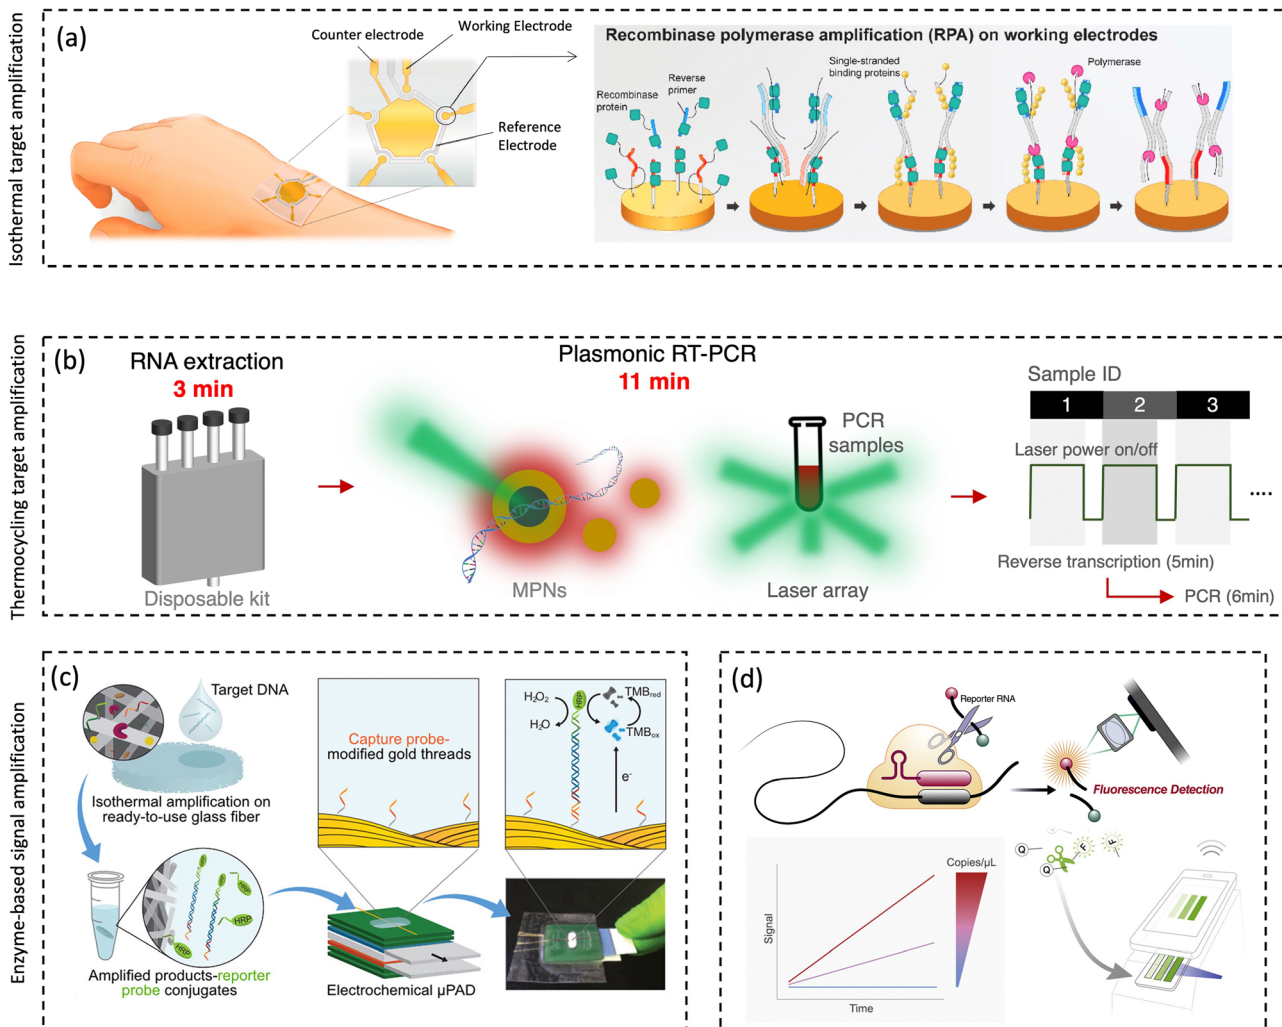 Isothermal target amplification
(a)
Counter electrode
Working Electrode
Reference
Electrode
Recombinase polymerase amplification (RPA) on working electrodes
Recombinase
protein
Reverse
primer
Single-stranded
binding proteins
Polymerase
Thermocycling target amplification
(b)
RNA extraction
3 min
Disposable kit
Plasmonic RT-PCR
11 min
MPNs
PCR
samples
Laser array
Sample ID
1 2 3
Laser power on/off
....
Reverse transcription (5min)
PCR (6min)
Enzyme-based signal amplification
(c)
Target DNA
Isothermal amplification on
ready-to-use glass fiber
HRP
HRP
HRP
Amplified products-reporter
probe conjugates
Capture probe-
modified gold threads
Electrochemical µPAD
H₂O₂
H₂O
HRP
TMBred
TMBox
e⁻
(d)
Reporter RNA
Fluorescence Detection
Signal
Time
Copies/µL
Q
Q
F
F